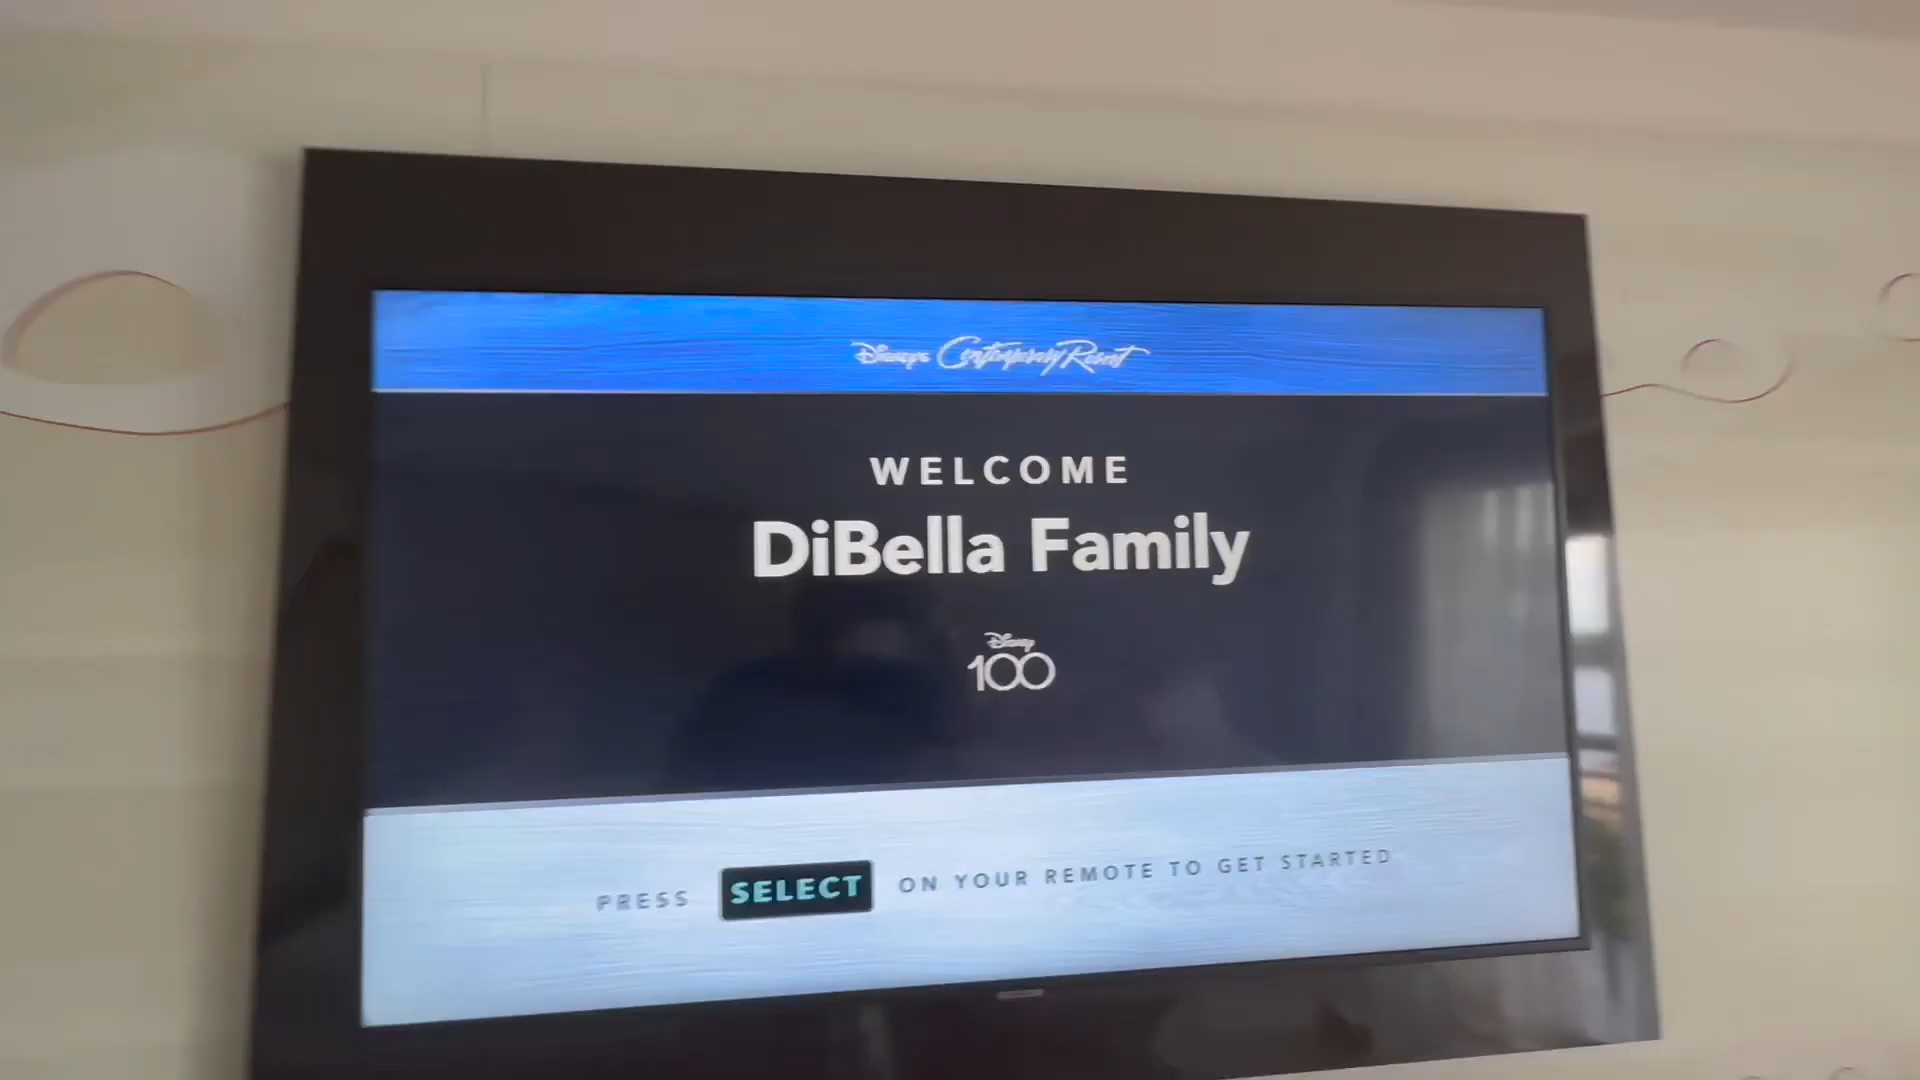 Disney's Contemporary Resort
WELCOME
DiBella Family
Disney
100
PRESS SELECT ON YOUR REMOTE TO GET STARTED